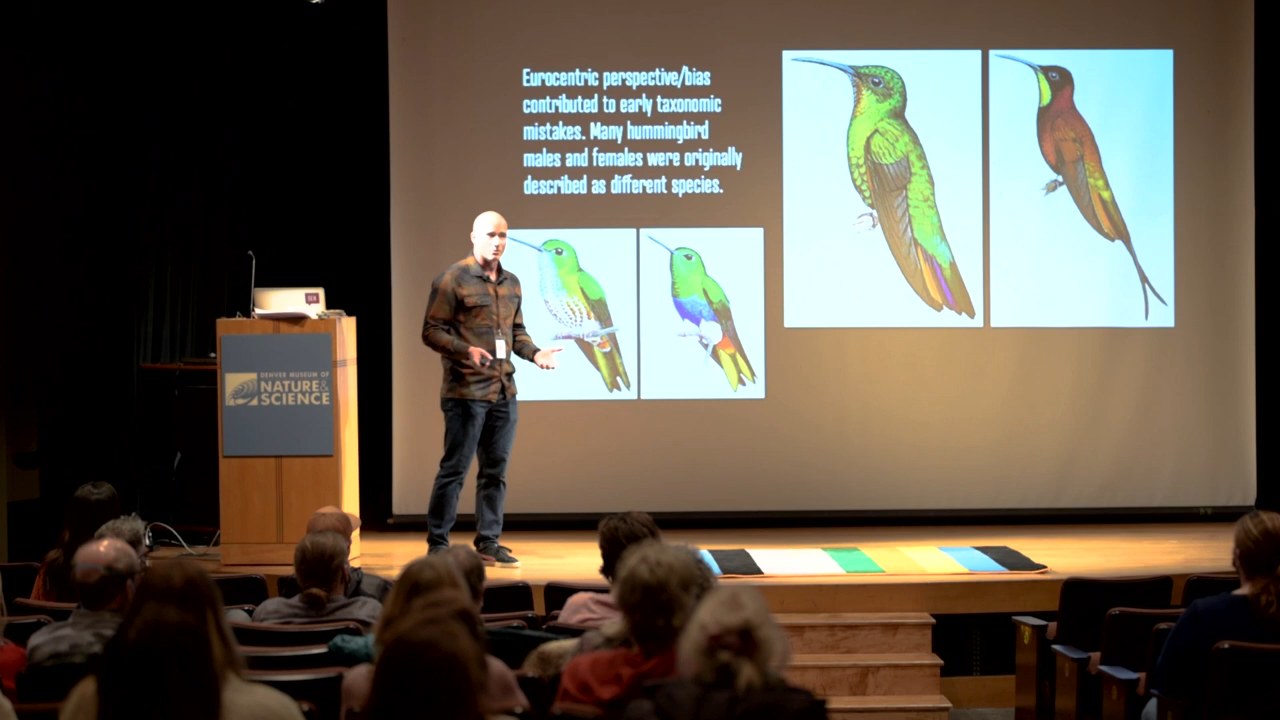 Eurocentric perspective/bias
contributed to early taxonomic
mistakes. Many hummingbird
males and females were originally
described as different species.
DENVER MUSEUM OF
NATURE &
SCIENCE